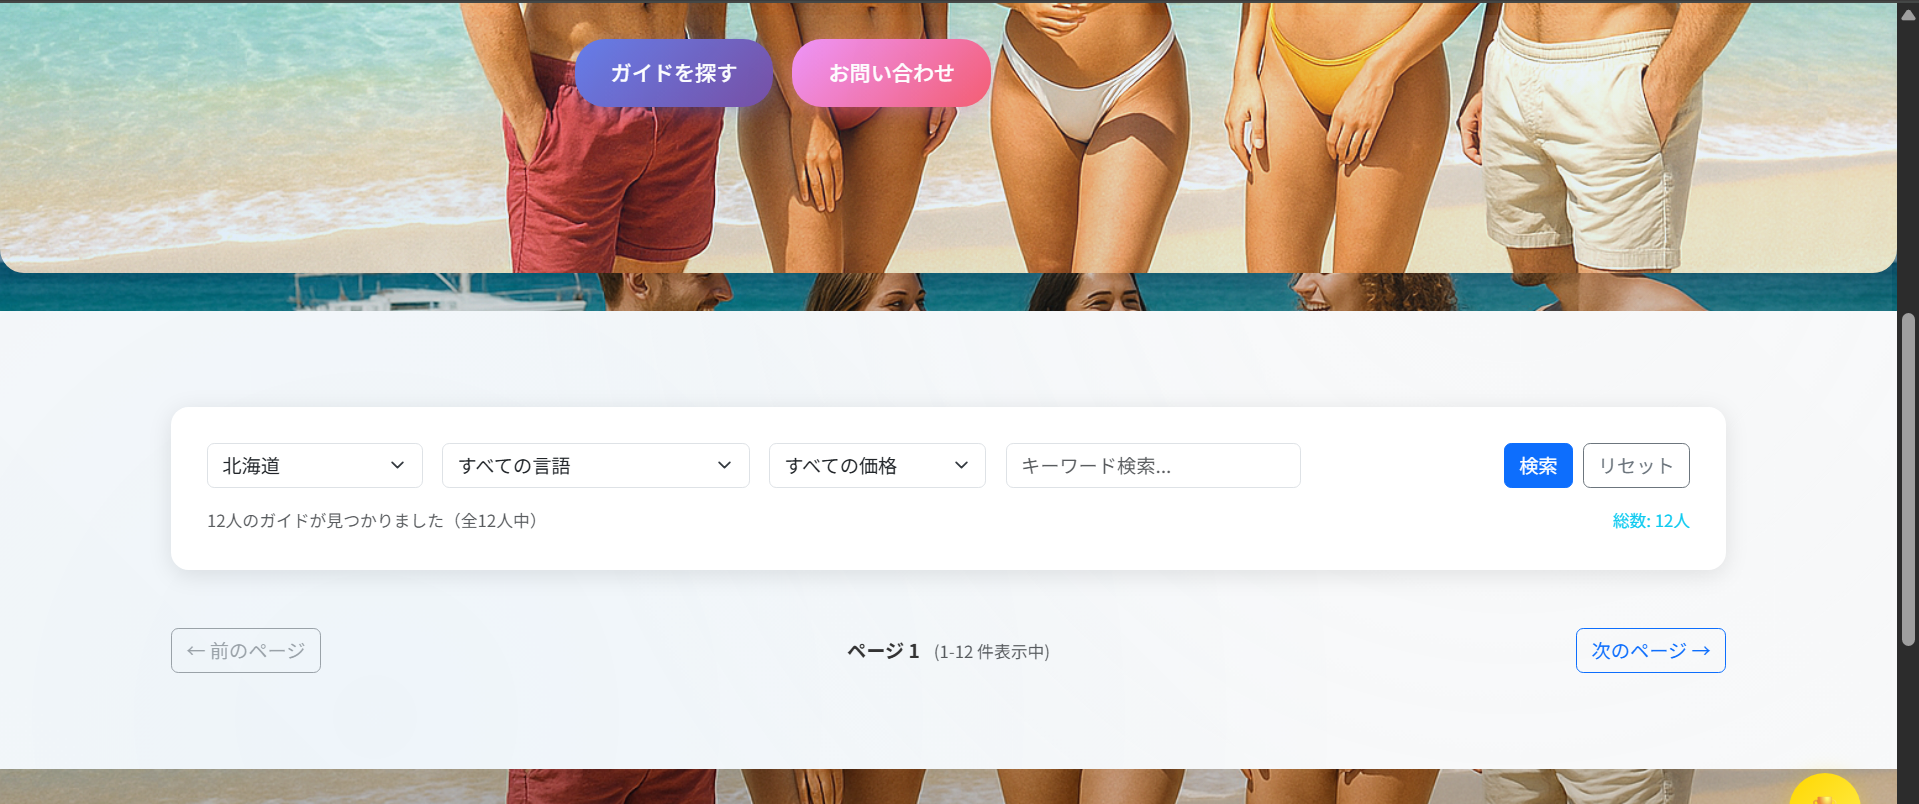 ガイドを探す
お問い合わせ
北海道
すべての言語
すべての価格
キーワード検索...
検索
リセット
12人のガイドが見つかりました（全12人中）
総数: 12人
← 前のページ
ページ 1 (1-12 件表示中)
次のページ →